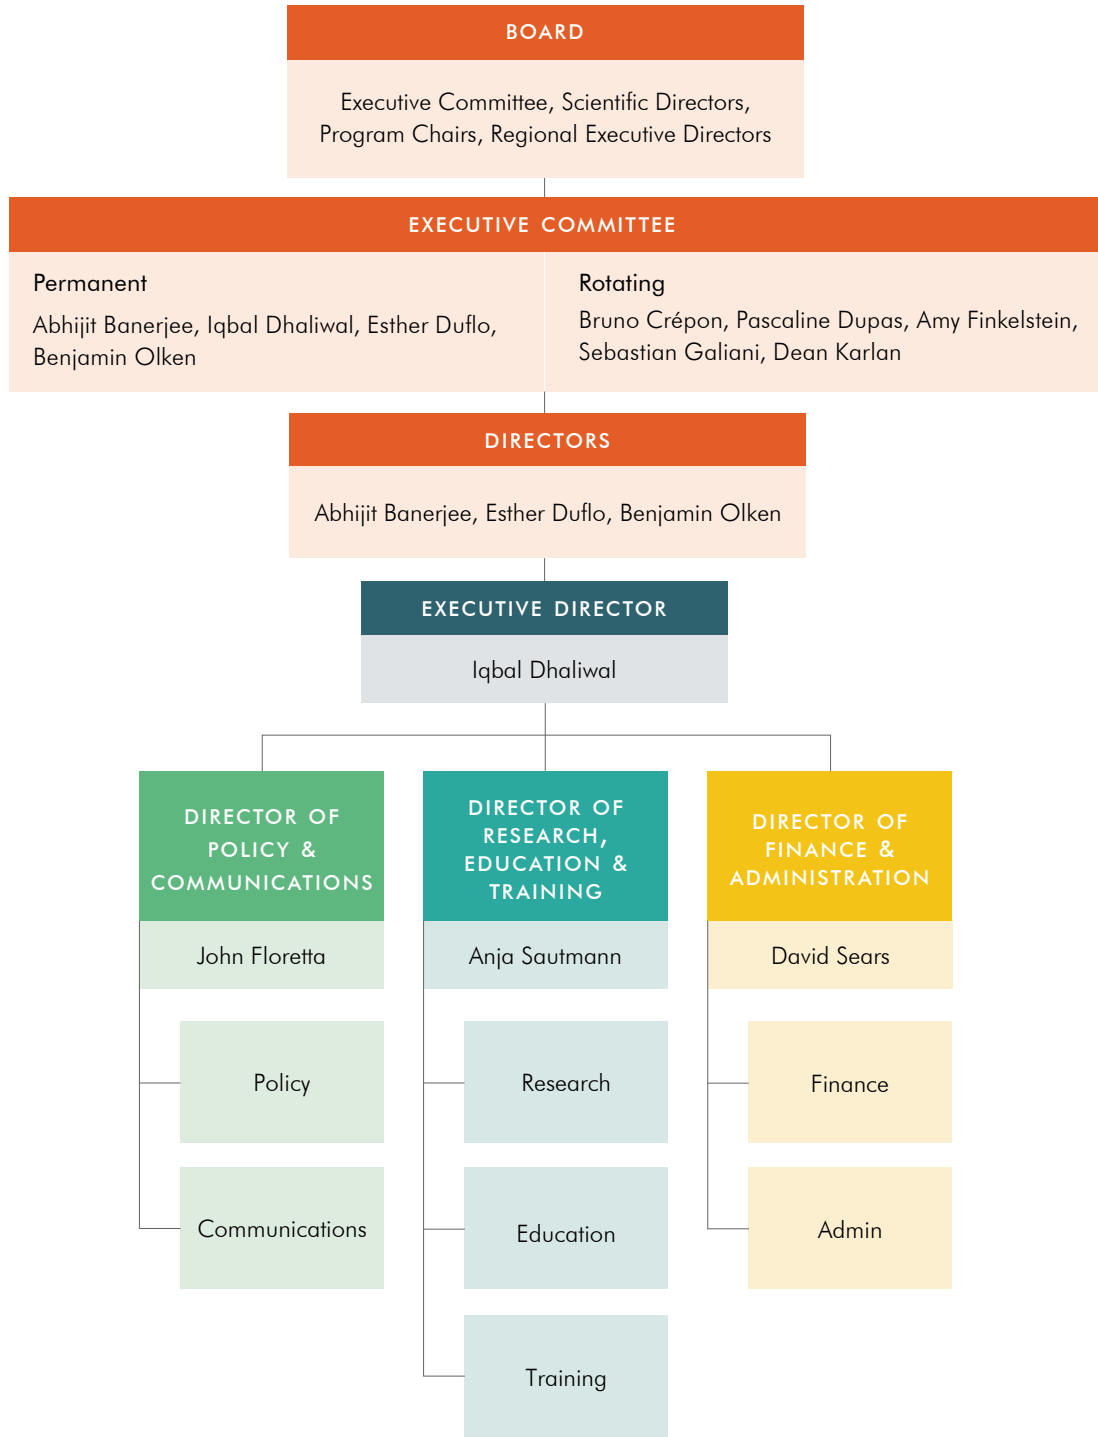 BOARD
Executive Committee, Scientific Directors,
Program Chairs, Regional Executive Directors
EXECUTIVE COMMITTEE
Permanent
Abhijit Banerjee, Iqbal Dhaliwal, Esther Duflo,
Benjamin Olken
Rotating
Bruno Crépon, Pascaline Dupas, Amy Finkelstein,
Sebastian Galiani, Dean Karlan
DIRECTORS
Abhijit Banerjee, Esther Duflo, Benjamin Olken
EXECUTIVE DIRECTOR
Iqbal Dhaliwal
DIRECTOR OF
POLICY &
COMMUNICATIONS
John Floretta
Policy
Communications
DIRECTOR OF
RESEARCH,
EDUCATION &
TRAINING
Anja Sautmann
Research
Education
Training
DIRECTOR OF
FINANCE &
ADMINISTRATION
David Sears
Finance
Admin